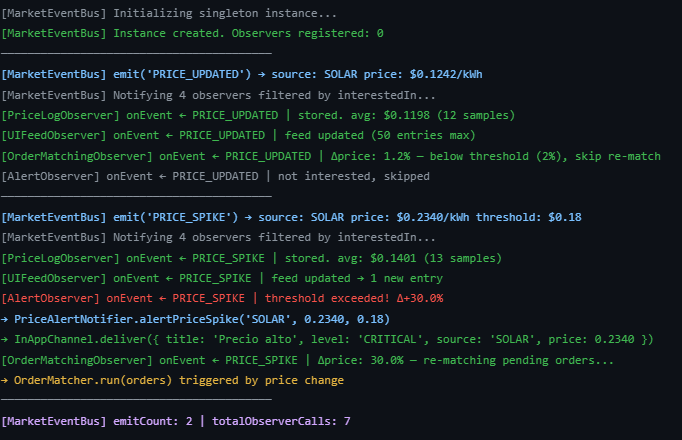 [MarketEventBus] Initializing singleton instance...
[MarketEventBus] Instance created. Observers registered: 0
[MarketEventBus] emit('PRICE_UPDATED') → source: SOLAR price: $0.1242/kWh
[MarketEventBus] Notifying 4 observers filtered by interestedIn...
[PriceLogObserver] onEvent ← PRICE_UPDATED | stored. avg: $0.1198 (12 samples)
[UIFeedObserver] onEvent ← PRICE_UPDATED | feed updated (50 entries max)
[OrderMatchingObserver] onEvent ← PRICE_UPDATED | Δprice: 1.2% — below threshold (2%), skip re-match
[AlertObserver] onEvent ← PRICE_UPDATED | not interested, skipped
[MarketEventBus] emit('PRICE_SPIKE') → source: SOLAR price: $0.2340/kWh threshold: $0.18
[MarketEventBus] Notifying 4 observers filtered by interestedIn...
[PriceLogObserver] onEvent ← PRICE_SPIKE | stored. avg: $0.1401 (13 samples)
[UIFeedObserver] onEvent ← PRICE_SPIKE | feed updated → 1 new entry
[AlertObserver] onEvent ← PRICE_SPIKE | threshold exceeded! Δ+30.0%
→ PriceAlertNotifier.alertPriceSpike('SOLAR', 0.2340, 0.18)
→ InAppChannel.deliver({ title: 'Precio alto', level: 'CRITICAL', source: 'SOLAR', price: 0.2340 })
[OrderMatchingObserver] onEvent ← PRICE_SPIKE | Δprice: 30.0% — re-matching pending orders...
→ OrderMatcher.run(orders) triggered by price change
[MarketEventBus] emitCount: 2 | totalObserverCalls: 7